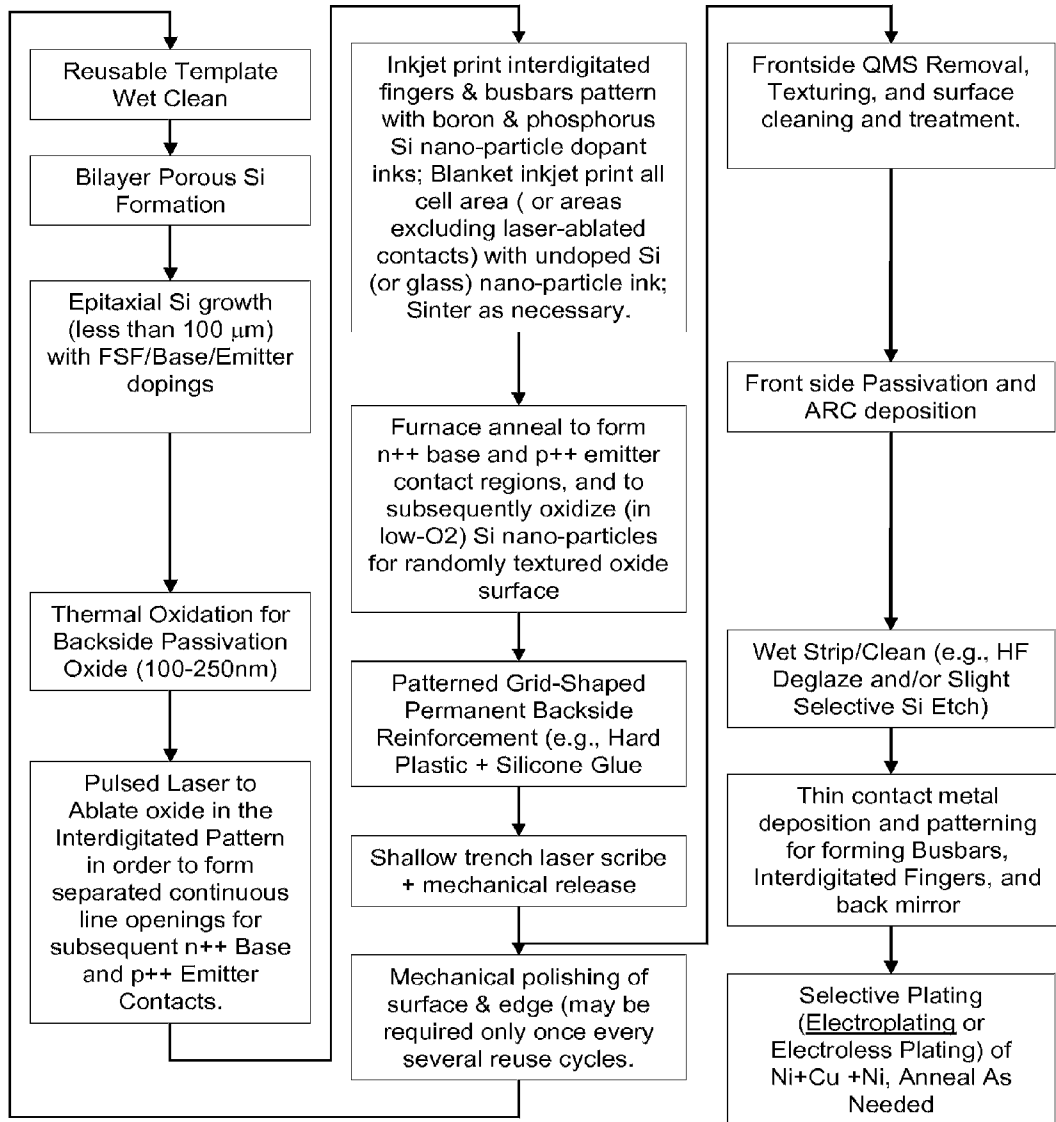 Reusable Template
Wet Clean
Bilayer Porous Si
Formation
Epitaxial Si growth
(less than 100 μm)
with FSF/Base/Emitter
dopings
Thermal Oxidation for
Backside Passivation
Oxide (100-250nm)
Pulsed Laser to
Ablate oxide in the
Interdigitated Pattern
in order to form
separated continuous
line openings for
subsequent n++ Base
and p++ Emitter
Contacts.
Inkjet print interdigitated
fingers & busbars pattern
with boron & phosphorus
Si nano-particle dopant
inks; Blanket inkjet print all
cell area ( or areas
excluding laser-ablated
contacts) with undoped Si
(or glass) nano-particle ink;
Sinter as necessary.
Furnace anneal to form
n++ base and p++ emitter
contact regions, and to
subsequently oxidize (in
low-O2) Si nano-particles
for randomly textured oxide
surface
Patterned Grid-Shaped
Permanent Backside
Reinforcement (e.g., Hard
Plastic + Silicone Glue
Shallow trench laser scribe
+ mechanical release
Mechanical polishing of
surface & edge (may be
required only once every
several reuse cycles.
Frontside QMS Removal,
Texturing, and surface
cleaning and treatment.
Front side Passivation and
ARC deposition
Wet Strip/Clean (e.g., HF
Deglaze and/or Slight
Selective Si Etch)
Thin contact metal
deposition and patterning
for forming Busbars,
Interdigitated Fingers, and
back mirror
Selective Plating
(Electroplating or
Electroless Plating) of
Ni+Cu +Ni, Anneal As
Needed